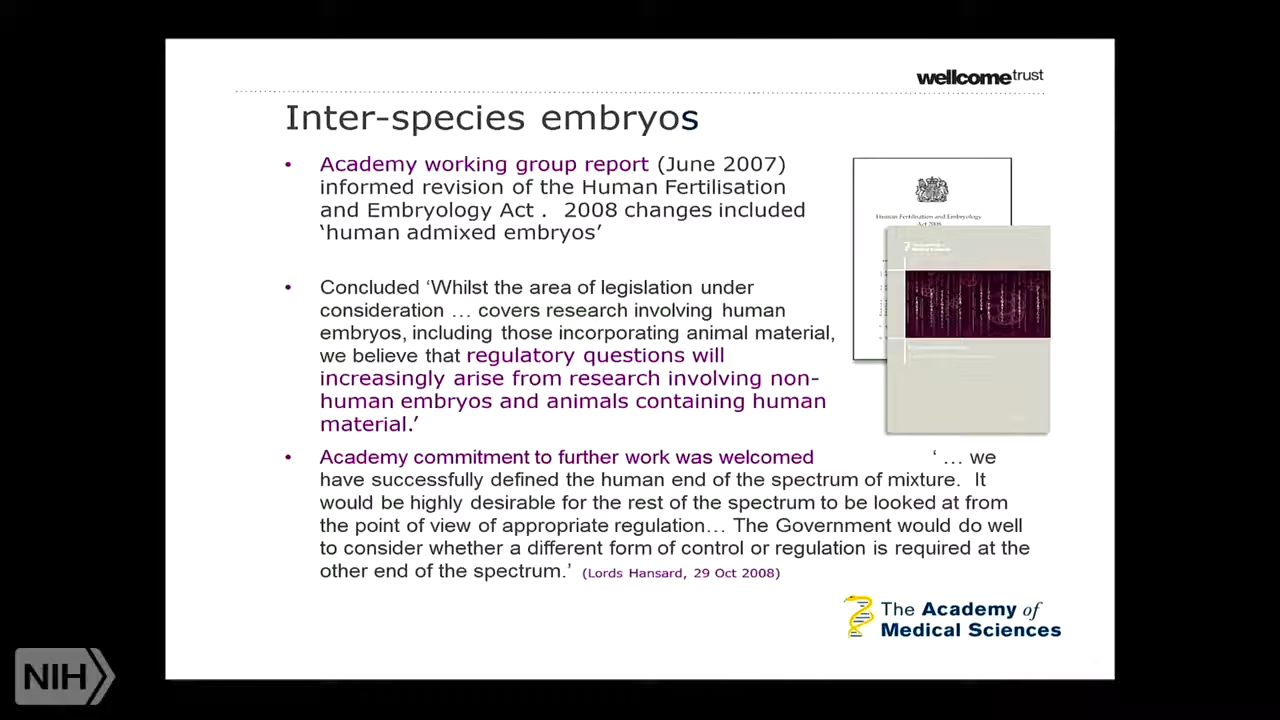 wellcometrust
Inter-species embryos
• Academy working group report (June 2007)
informed revision of the Human Fertilisation
and Embryology Act . 2008 changes included
‘human admixed embryos’
Human Fertilisation and Embryology
Act 2008
• Concluded ‘Whilst the area of legislation under
consideration … covers research involving human
embryos, including those incorporating animal material,
we believe that regulatory questions will
increasingly arise from research involving non-
human embryos and animals containing human
material.’
• Academy commitment to further work was welcomed ‘ … we
have successfully defined the human end of the spectrum of mixture. It
would be highly desirable for the rest of the spectrum to be looked at from
the point of view of appropriate regulation… The Government would do well
to consider whether a different form of control or regulation is required at the
other end of the spectrum.’ (Lords Hansard, 29 Oct 2008)
The Academy of
Medical Sciences
NIH